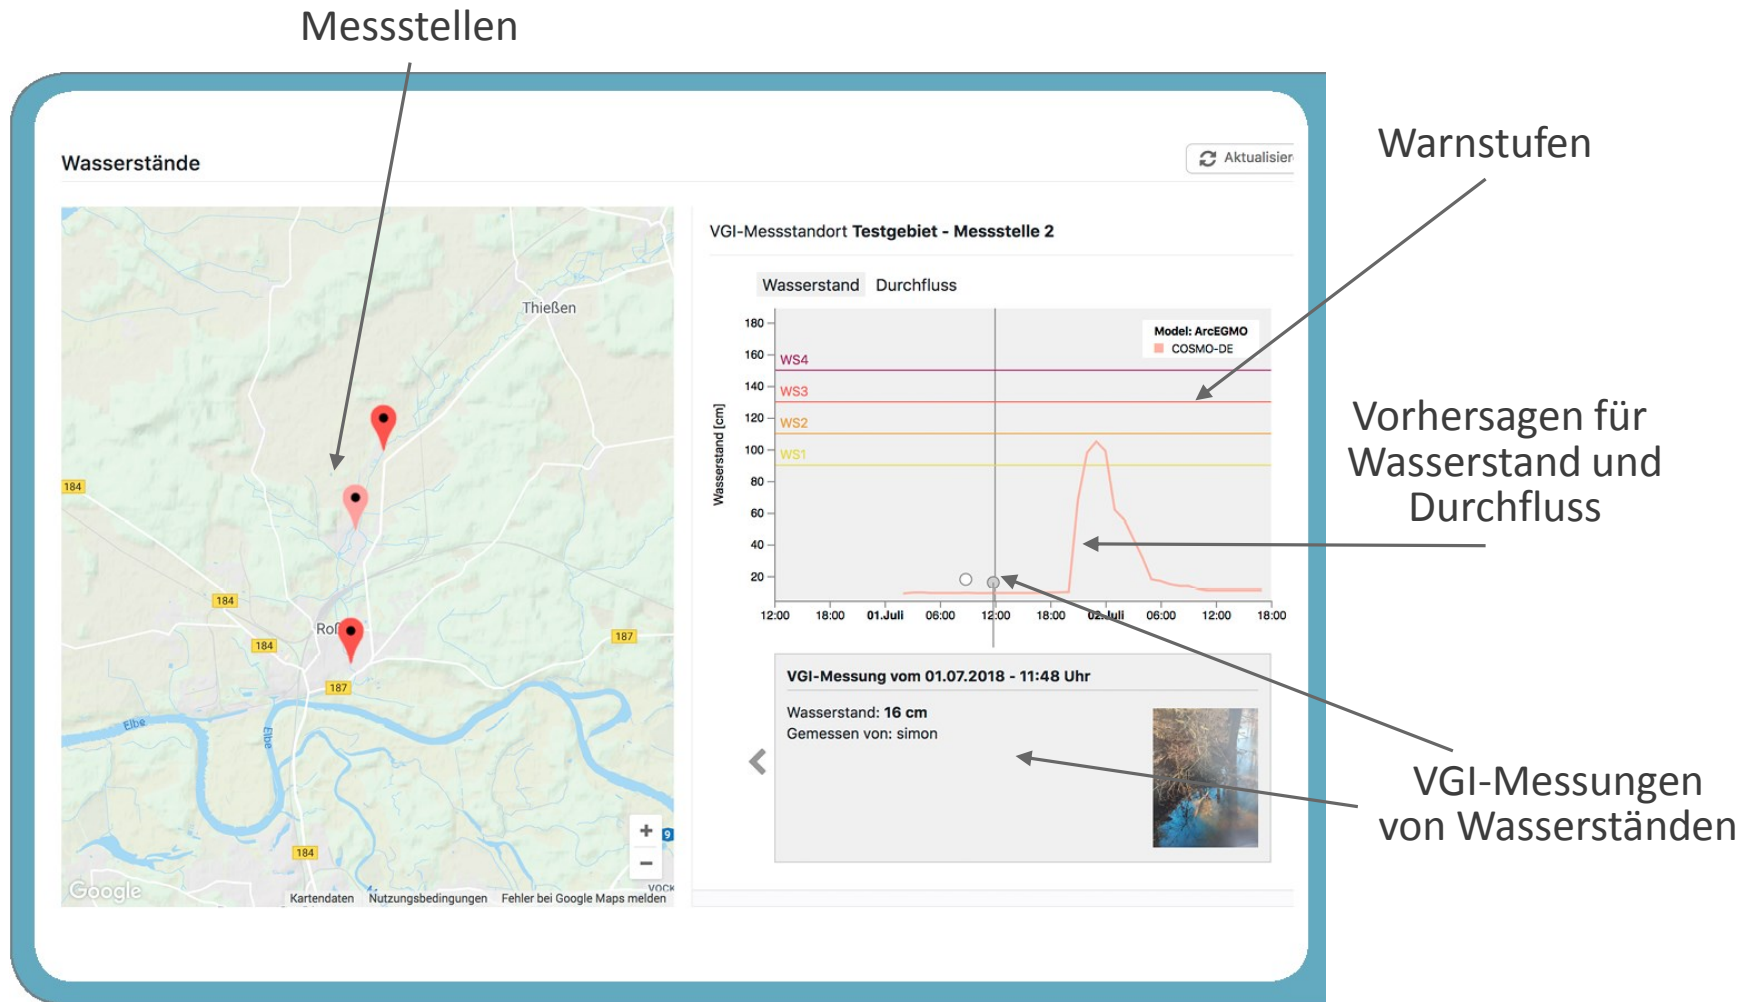 Messstellen
Wasserstände
Aktualisier
Warnstufen
VGI-Messstandort Testgebiet - Messstelle 2
Wasserstand Durchfluss
Thießen
184
184
184
187
187
184
Elbe
Elbe
9
Google
Kartendaten Nutzungsbedingungen Fehler bei Google Maps melden
Model: ArcEGMO
COSMO-DE
Wasserstand [cm]
180
160
140
120
100
80
60
40
20
WS4
WS3
WS2
WS1
12:00 18:00 01.Juli 06:00 12:00 18:00 02.Juli 06:00 12:00 18:00
Vorhersagen für
Wasserstand und
Durchfluss
VGI-Messung vom 01.07.2018 - 11:48 Uhr
Wasserstand: 16 cm
Gemessen von: simon
VGI-Messungen
von Wasserständen